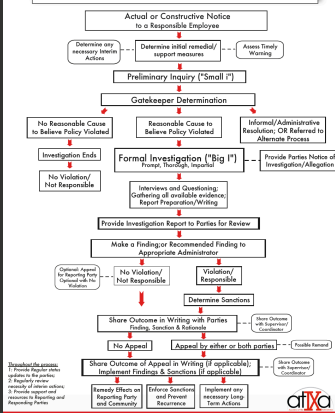 Actual or Constructive Notice
to a Responsible Employee
Determine any
necessary Interim
Actions
Determine initial remedial/
support measures
Assess Timely
Warning
Preliminary Inquiry ("Small i")
Gatekeeper Determination
No Reasonable Cause
to Believe Policy Violated
Reasonable Cause to
Believe Policy Violated
Informal/Administrative
Resolution; OR Referred to
Alternate Process
Investigation Ends
Formal Investigation ("Big I")
Prompt, Thorough, Impartial
Provide Parties Notice of
Investigation/Allegation
No Violation/
Not Responsible
Interviews and Questioning;
Gathering all available evidence;
Report Preparation/Writing
Provide Investigation Report to Parties for Review
Make a Finding;or Recommended Finding to
Appropriate Administrator
Optional: Appeal
for Reporting Party
Optional with No
Violation
No Violation/
Not Responsible
Violation/
Responsible
Determine Sanctions
Share Outcome in Writing with Parties
Finding, Sanction & Rationale
Share Outcome
with Supervisor/
Coordinator
No Appeal
Appeal by either or both parties
Possible Remand
Share Outcome of Appeal in Writing (if applicable);
Implement Findings & Sanctions (if applicable)
Share Outcome
with Supervisor/
Coordinator
Throughout the process:
1: Provide Regular status
updates to the parties;
2: Regularly review
necessity of interim actions;
3: Provide support and
resources to Reporting and
Responding Parties
Remedy Effects on
Reporting Party
and Community
Enforce Sanctions
and Prevent
Recurrence
Implement any
necessary Long-
Term Actions
atixa